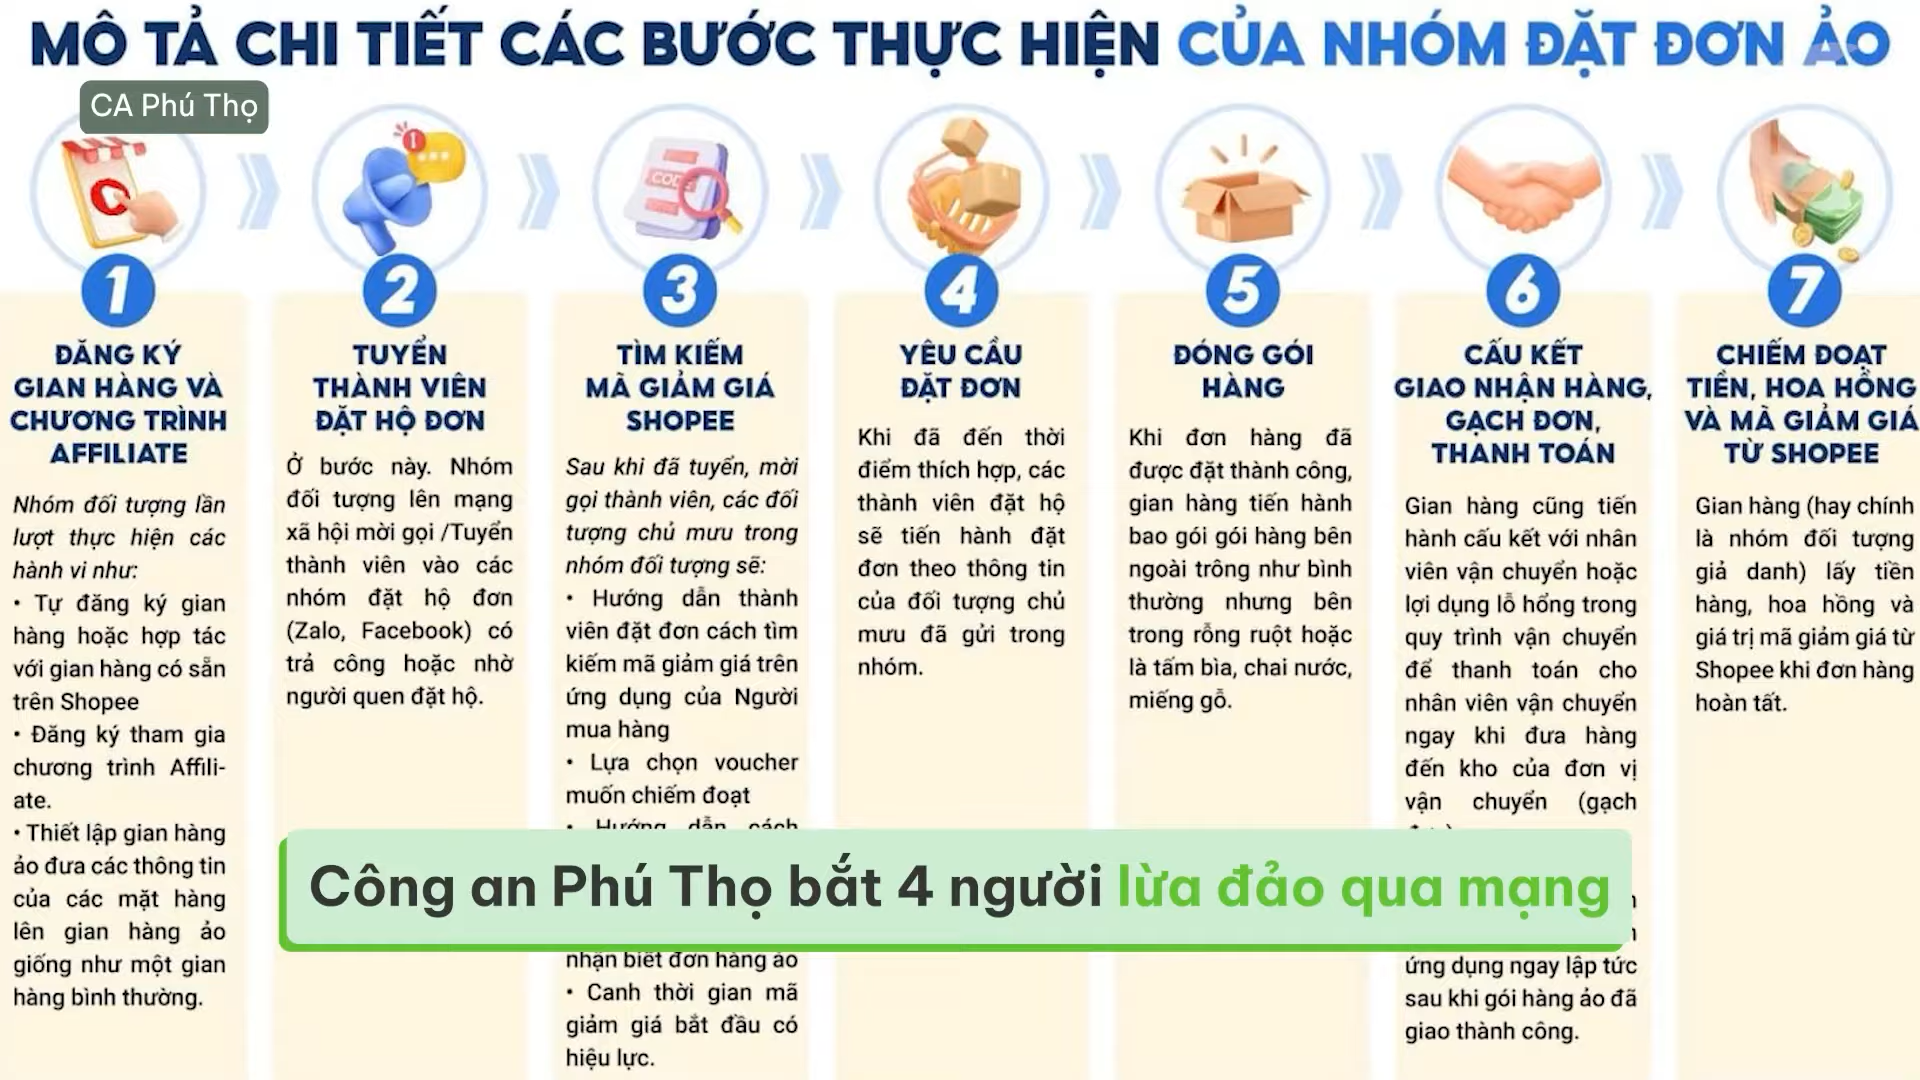 MÔ TẢ CHI TIẾT CÁC BƯỚC THỰC HIỆN CỦA NHÓM ĐẶT ĐƠN ẢO
CA Phú Thọ
1
ĐĂNG KÝ
GIAN HÀNG VÀ
CHƯƠNG TRÌNH
AFFILIATE
Nhóm đối tượng lần
lượt thực hiện các
hành vi như:
• Tự đăng ký gian
hàng hoặc hợp tác
với gian hàng có sẵn
trên Shopee
• Đăng ký tham gia
chương trình Affili-
ate.
• Thiết lập gian hàng
ảo đưa các thông tin
của các mặt hàng
lên gian hàng ảo
giống như một gian
hàng bình thường.
2
TUYỂN
THÀNH VIÊN
ĐẶT HỘ ĐƠN
Ở bước này. Nhóm
đối tượng lên mạng
xã hội mời gọi /Tuyển
thành viên vào các
nhóm đặt hộ đơn
(Zalo, Facebook) có
trả công hoặc nhờ
người quen đặt hộ.
CODE
3
TÌM KIẾM
MÀ GIẢM GIÁ
SHOPEE
Sau khi đã tuyển, mời
gọi thành viên, các đối
tượng chủ mưu trong
nhóm đối tượng sẽ:
• Hướng dẫn thành
viên đặt đơn cách tìm
kiếm mã giảm giá trên
ứng dụng của Người
mua hàng
• Lựa chọn voucher
muốn chiếm đoạt
• Hướng dẫn cách
nhận biết đơn hàng ảo
• Canh thời gian mã
giảm giá bắt đầu có
hiệu lực.
4
YÊU CẦU
ĐẶT ĐƠN
Khi đã đến thời
điểm thích hợp, các
thành viên đặt hộ
sẽ tiến hành đặt
đơn theo thông tin
của đối tượng chủ
mưu đã gửi trong
nhóm.
5
ĐÓNG GÓI
HÀNG
Khi đơn hàng đã
được đặt thành công,
gian hàng tiến hành
bao gói gói hàng bên
ngoài trông như bình
thường nhưng bên
trong rỗng ruột hoặc
là tấm bìa, chai nước,
miếng gỗ.
6
CẤU KẾT
GIAO NHẬN HÀNG,
GẠCH ĐƠN,
THANH TOÁN
Gian hàng cũng tiến
hành cấu kết với nhân
viên vận chuyển hoặc
lợi dụng lỗ hổng trong
quy trình vận chuyển
để thanh toán cho
nhân viên vận chuyển
ngay khi đưa hàng
đến kho của đơn vị
vận chuyển (gạch
ứng dụng ngay lập tức
sau khi gói hàng ảo đã
giao thành công.
7
CHIẾM ĐOẠT
TIỀN, HOA HỒNG
VÀ MÀ GIẢM GIÁ
TỪ SHOPEE
Gian hàng (hay chính
là nhóm đối tượng
giả danh) lấy tiền
hàng, hoa hồng và
giá trị mã giảm giá từ
Shopee khi đơn hàng
hoàn tất.
Công an Phú Thọ bắt 4 người lừa đảo qua mạng